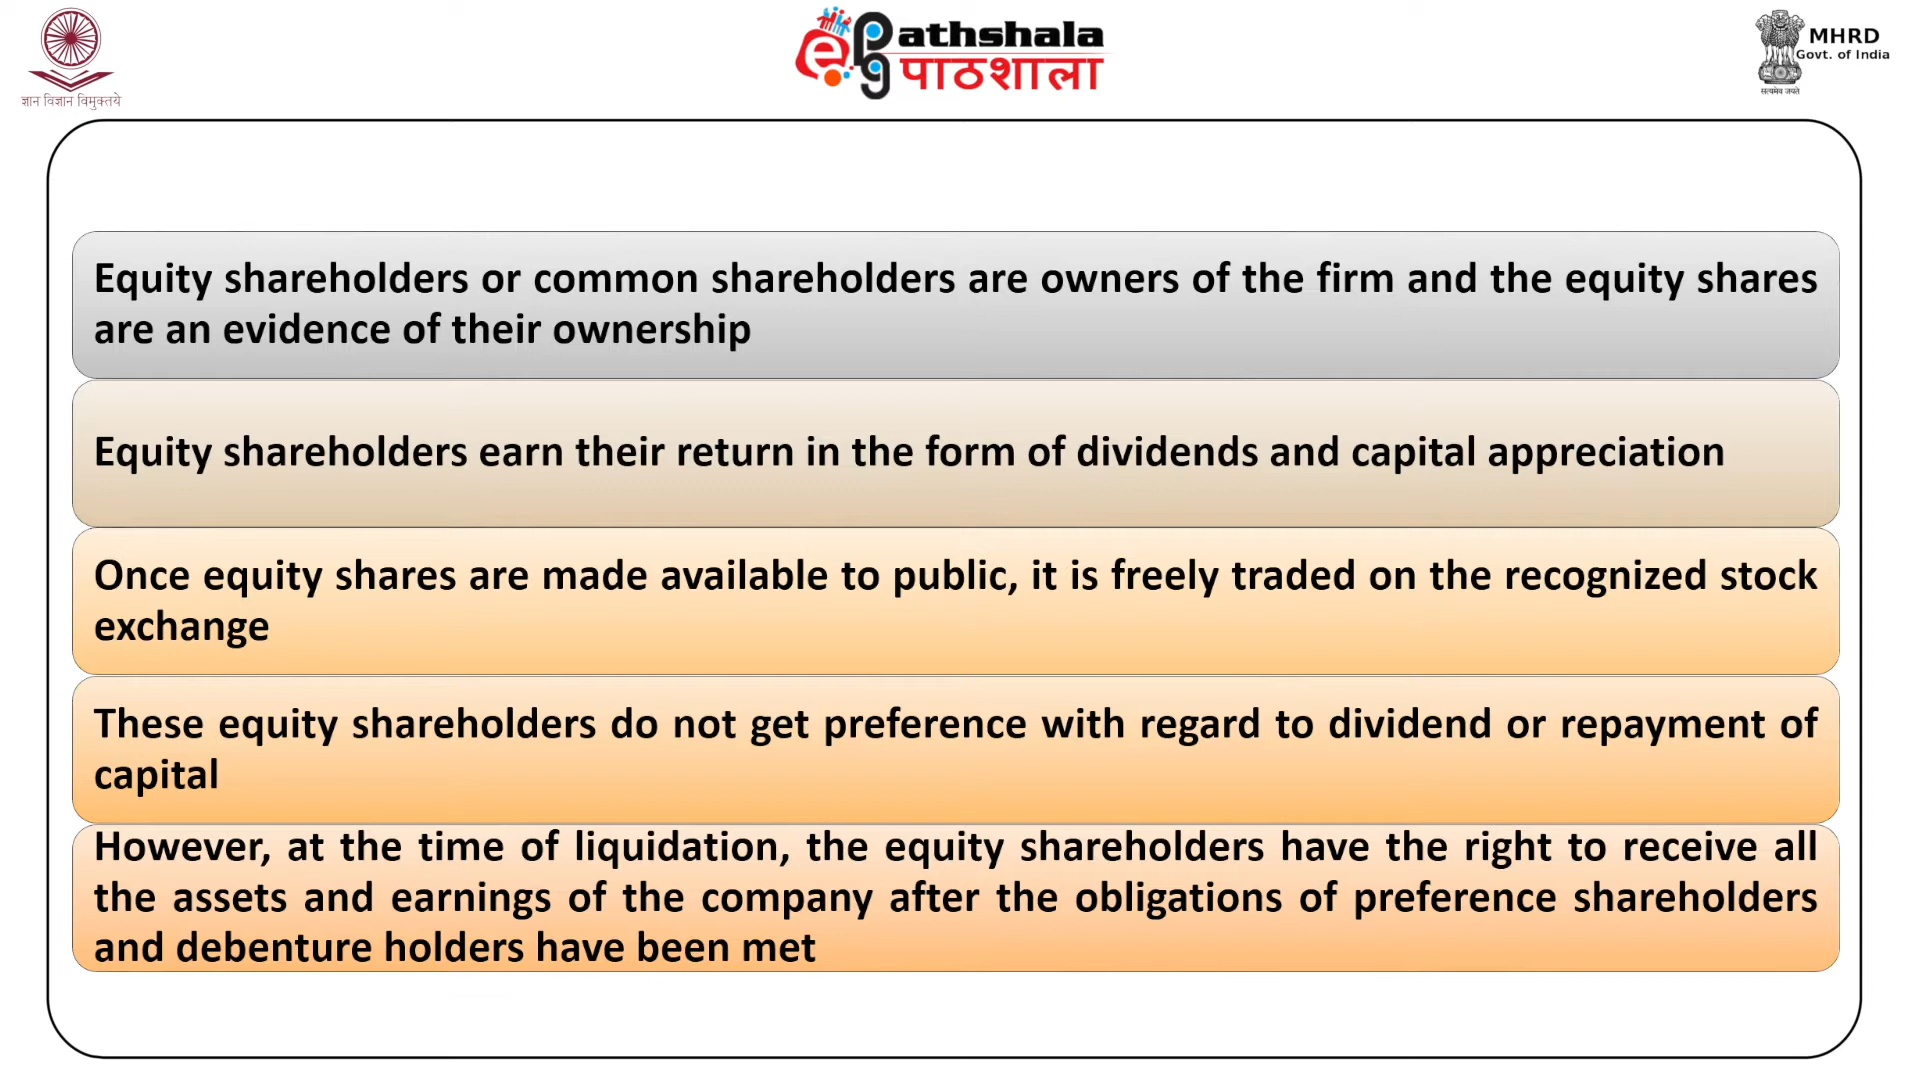 ज्ञान विज्ञान विमुक्तये
ePG Pathshala
पाठशाला
MHRD
Govt. of India
सत्यमेव जयते
Equity shareholders or common shareholders are owners of the firm and the equity shares
are an evidence of their ownership
Equity shareholders earn their return in the form of dividends and capital appreciation
Once equity shares are made available to public, it is freely traded on the recognized stock
exchange
These equity shareholders do not get preference with regard to dividend or repayment of
capital
However, at the time of liquidation, the equity shareholders have the right to receive all
the assets and earnings of the company after the obligations of preference shareholders
and debenture holders have been met